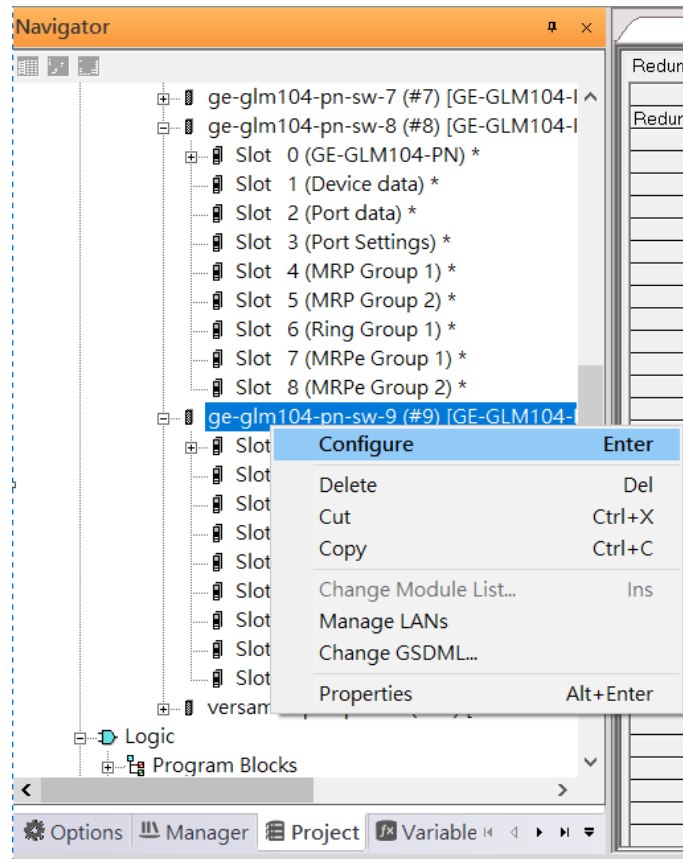 Navigator
Redun
ge-glm104-pn-sw-7 (#7) [GE-GLM104-
Redun
ge-glm104-pn-sw-8 (#8) [GE-GLM104-
Slot 0 (GE-GLM104-PN) *
Slot 1 (Device data) *
Slot 2 (Port data) *
Slot 3 (Port Settings) *
Slot 4 (MRP Group 1) *
Slot 5 (MRP Group 2) *
Slot 6 (Ring Group 1) *
Slot 7 (MRPe Group 1) *
Slot 8 (MRPe Group 2) *
ge-glm104-pn-sw-9 (#9) [GE-GLM104-
Slot
Configure Enter
Slot
Delete Del
Slot
Cut Ctrl+X
Slot
Copy Ctrl+C
Slot
Change Module List... Ins
Slot
Manage LANs
Slot
Change GSDML...
Slot
Slot
Properties Alt+Enter
versam
Logic
Program Blocks
Options Manager Project Variable